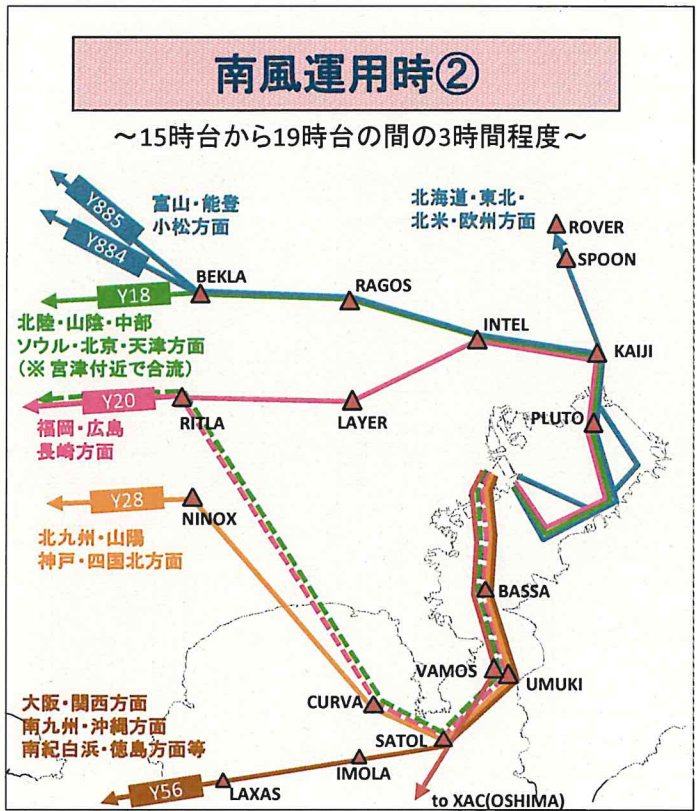 南風運用時②
～15時台から19時台の間の3時間程度～
Y885
Y884
富山・能登
小松方面
北海道・東北・
北米・欧州方面
ROVER
SPOON
BEKLA
RAGOS
Y18
INTEL
KAIJI
北陸・山陰・中部
ソウル・北京・天津方面
(※ 宮津付近で合流)
Y20
RITLA
LAYER
PLUTO
福岡・広島
長崎方面
Y28
NINOX
北九州・山陽
神戸・四国北方面
BASSA
VAMOS
UMUKI
CURVA
SATOL
大阪・関西方面
南九州・沖縄方面
南紀白浜・徳島方面等
IMOLA
Y56
LAXAS
to XAC(OSHIMA)